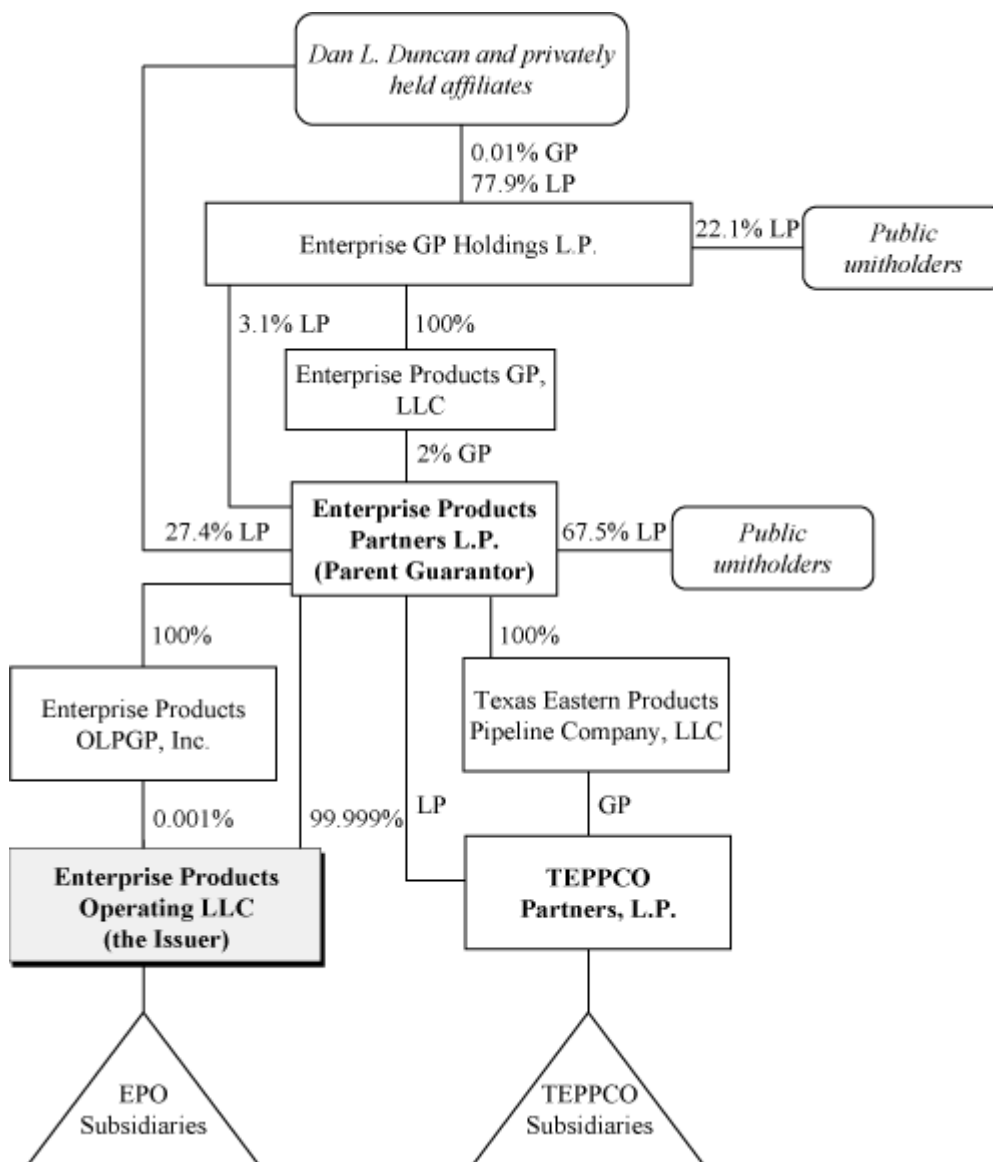 Dan L. Duncan and privately
held affiliates
0.01% GP
77.9% LP
Enterprise GP Holdings L.P.
22.1% LP
Public
unitholders
3.1% LP
100%
Enterprise Products GP,
LLC
2% GP
Enterprise Products
Partners L.P.
(Parent Guarantor)
27.4% LP
67.5% LP
Public
unitholders
100%
100%
Enterprise Products
OLPGP, Inc.
Texas Eastern Products
Pipeline Company, LLC
0.001%
99.999%
LP
GP
Enterprise Products
Operating LLC
(the Issuer)
TEPPCO
Partners, L.P.
EPO
Subsidiaries
TEPPCO
Subsidiaries